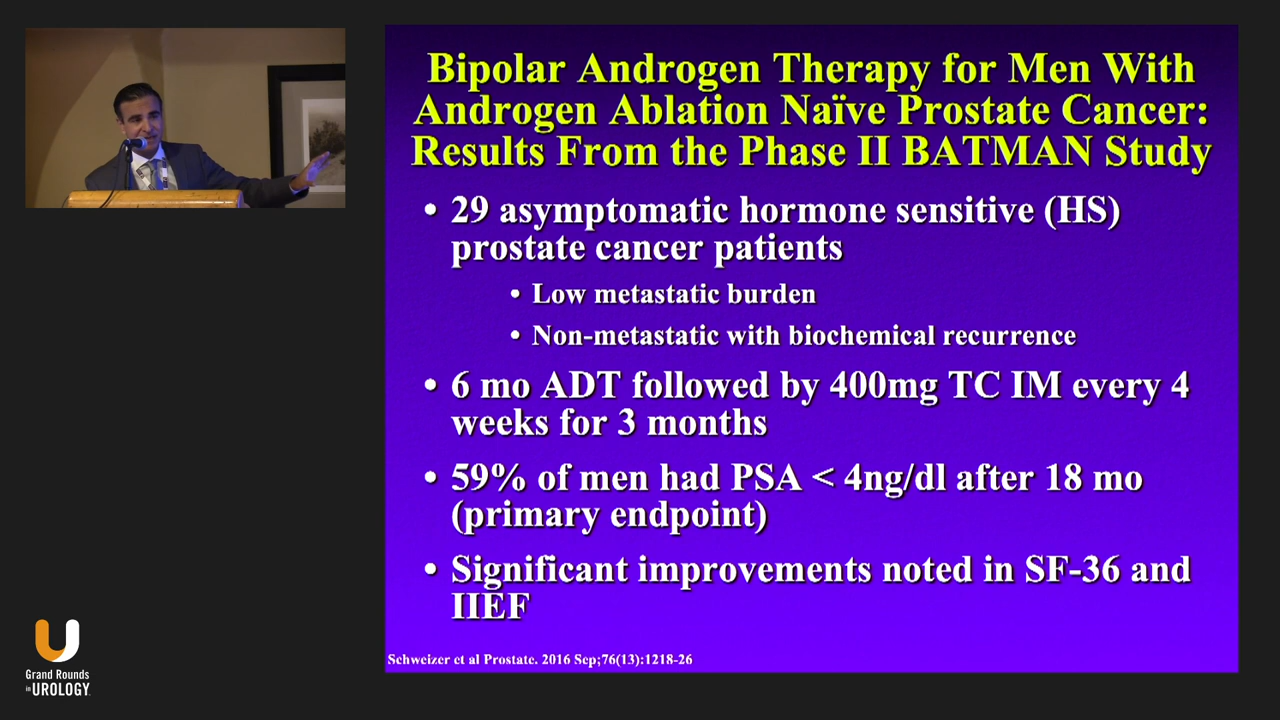 Bipolar Androgen Therapy for Men With
Androgen Ablation Naïve Prostate Cancer:
Results From the Phase II BATMAN Study
• 29 asymptomatic hormone sensitive (HS)
prostate cancer patients
• Low metastatic burden
• Non-metastatic with biochemical recurrence
• 6 mo ADT followed by 400mg TC IM every 4
weeks for 3 months
• 59% of men had PSA < 4ng/dl after 18 mo
(primary endpoint)
• Significant improvements noted in SF-36 and
IIEF
Schweizer et al Prostate. 2016 Sep;76(13):1218-26
Grand Rounds
in UROLOGY